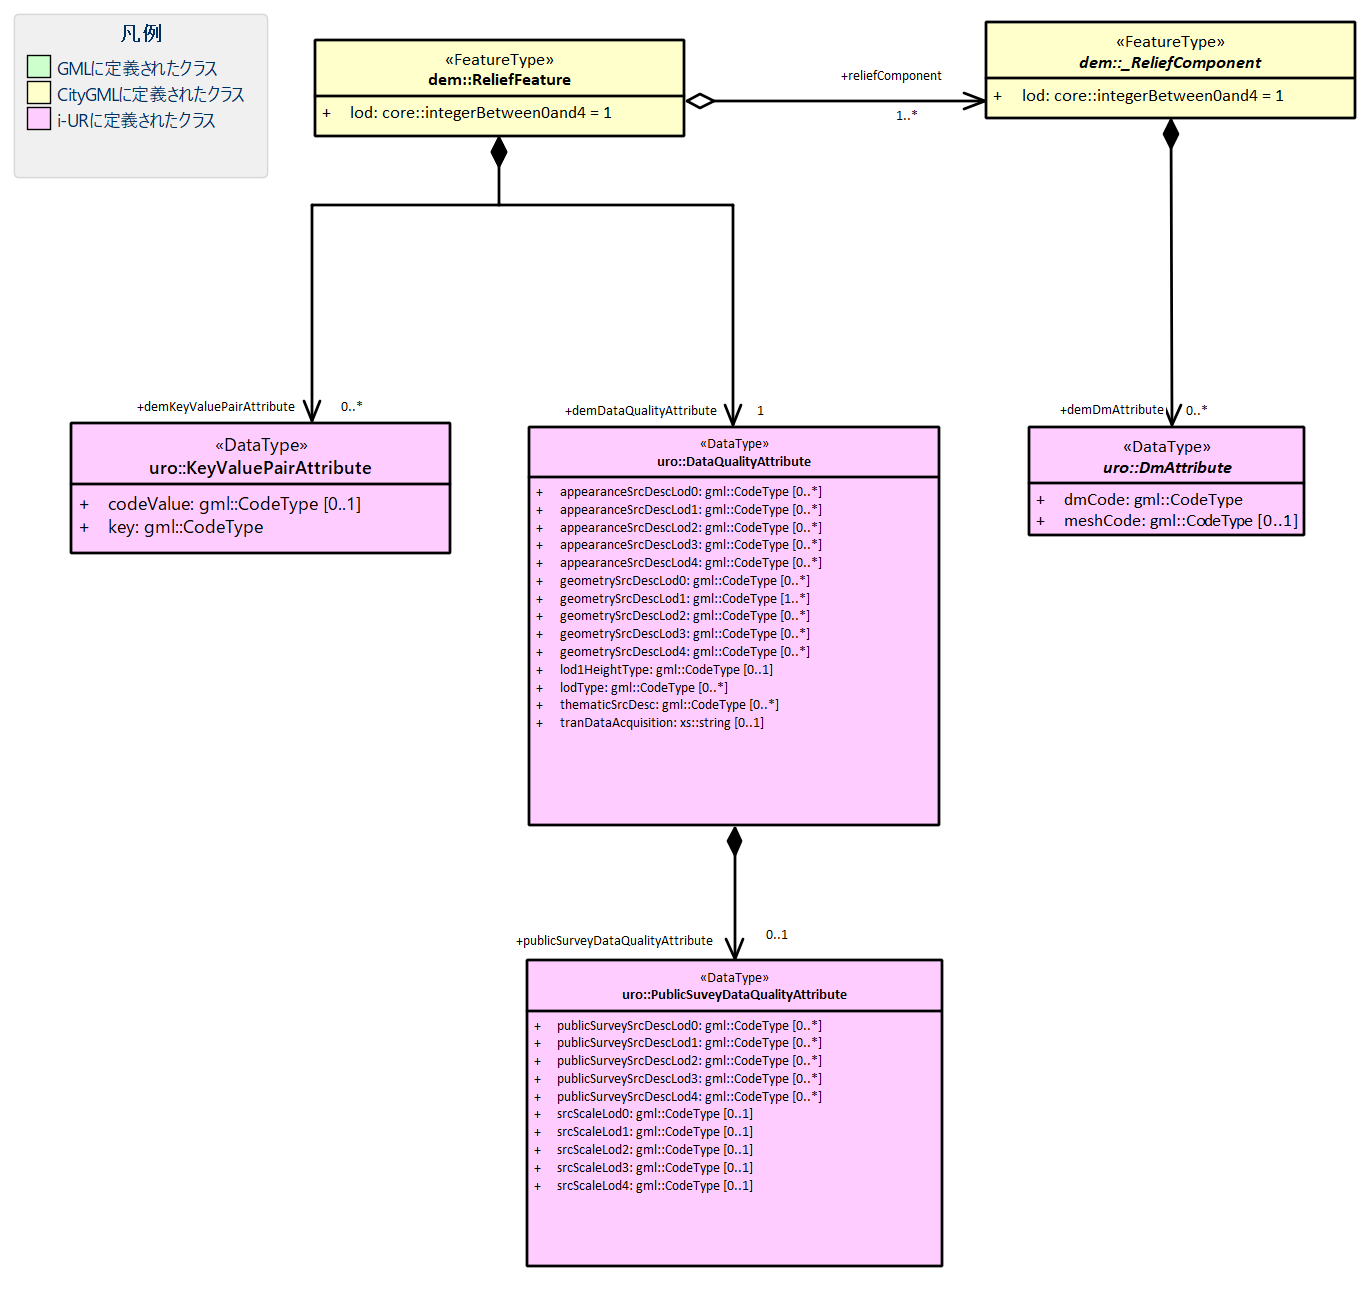 凡例
GMLに定義されたクラス
CityGMLに定義されたクラス
i-URに定義されたクラス
«FeatureType»
dem::ReliefFeature
+ lod: core::integerBetween0and4 = 1
+reliefComponent
1..*
«FeatureType»
dem::_ReliefComponent
+ lod: core::integerBetween0and4 = 1
+demKeyValuePairAttribute 0..*
«DataType»
uro::KeyValuePairAttribute
+ codeValue: gml::CodeType [0..1]
+ key: gml::CodeType
+demDataQualityAttribute 1
«DataType»
uro::DataQualityAttribute
+ appearanceSrcDescLod0: gml::CodeType [0..*]
+ appearanceSrcDescLod1: gml::CodeType [0..*]
+ appearanceSrcDescLod2: gml::CodeType [0..*]
+ appearanceSrcDescLod3: gml::CodeType [0..*]
+ appearanceSrcDescLod4: gml::CodeType [0..*]
+ geometrySrcDescLod0: gml::CodeType [0..*]
+ geometrySrcDescLod1: gml::CodeType [1..*]
+ geometrySrcDescLod2: gml::CodeType [0..*]
+ geometrySrcDescLod3: gml::CodeType [0..*]
+ geometrySrcDescLod4: gml::CodeType [0..*]
+ lod1HeightType: gml::CodeType [0..1]
+ lodType: gml::CodeType [0..*]
+ thematicSrcDesc: gml::CodeType [0..*]
+ tranDataAcquisition: xs::string [0..1]
+demDmAttribute 0..*
«DataType»
uro::DmAttribute
+ dmCode: gml::CodeType
+ meshCode: gml::CodeType [0..1]
+publicSurveyDataQualityAttribute 0..1
«DataType»
uro::PublicSuveyDataQualityAttribute
+ publicSurveySrcDescLod0: gml::CodeType [0..*]
+ publicSurveySrcDescLod1: gml::CodeType [0..*]
+ publicSurveySrcDescLod2: gml::CodeType [0..*]
+ publicSurveySrcDescLod3: gml::CodeType [0..*]
+ publicSurveySrcDescLod4: gml::CodeType [0..*]
+ srcScaleLod0: gml::CodeType [0..1]
+ srcScaleLod1: gml::CodeType [0..1]
+ srcScaleLod2: gml::CodeType [0..1]
+ srcScaleLod3: gml::CodeType [0..1]
+ srcScaleLod4: gml::CodeType [0..1]